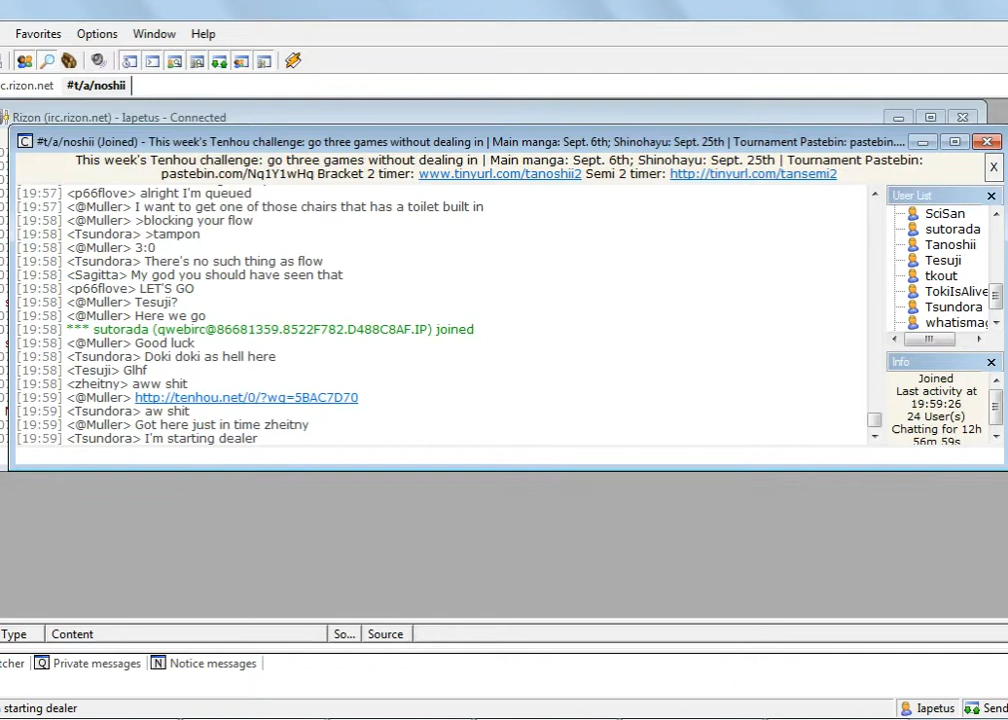 Favorites Options Window Help
c.rizon.net #t/a/noshii
Rizon (irc.rizon.net) - Iapetus - Connected
#t/a/noshii (Joined) - This week's Tenhou challenge: go three games without dealing in | Main manga: Sept. 6th; Shinohayu: Sept. 25th | Tournament Pastebin: pastebin....
This week's Tenhou challenge: go three games without dealing in | Main manga: Sept. 6th; Shinohayu: Sept. 25th | Tournament Pastebin:
pastebin.com/Nq1Y1wHq Bracket 2 timer: www.tinyurl.com/tanoshii2 Semi 2 timer: http://tinyurl.com/tansemi2
X
[19:57] <p66flove> alright I'm queued
[19:57] <@Muller> I want to get one of those chairs that has a toilet built in
[19:58] <@Muller> >blocking your flow
[19:58] <Tsundora> >tampon
[19:58] <@Muller> 3:0
[19:58] <Tsundora> There's no such thing as flow
[19:58] <Sagitta> My god you should have seen that
[19:58] <p66flove> LET'S GO
[19:58] <@Muller> Tesuji?
[19:58] <@Muller> Here we go
[19:58] *** sutorada (qwebirc@86681359.8522F782.D488C8AF.IP) joined
[19:58] <@Muller> Good luck
[19:58] <Tsundora> Doki doki as hell here
[19:58] <Tesuji> Glhf
[19:58] <zheitny> aww shit
[19:59] <@Muller> http://tenhou.net/0/?wg=5BAC7D70
[19:59] <Tsundora> aw shit
[19:59] <@Muller> Got here just in time zheitny
[19:59] <Tsundora> I'm starting dealer
User List
SciSan
sutorada
Tanoshii
Tesuji
tkout
TokiIsAlive
Tsundora
whatismag
Info
Joined
Last activity at
19:59:26
24 User(s)
Chatting for 12h
56m 59s
Type Content So... Source
tcher Q Private messages N Notice messages
starting dealer
Iapetus Send